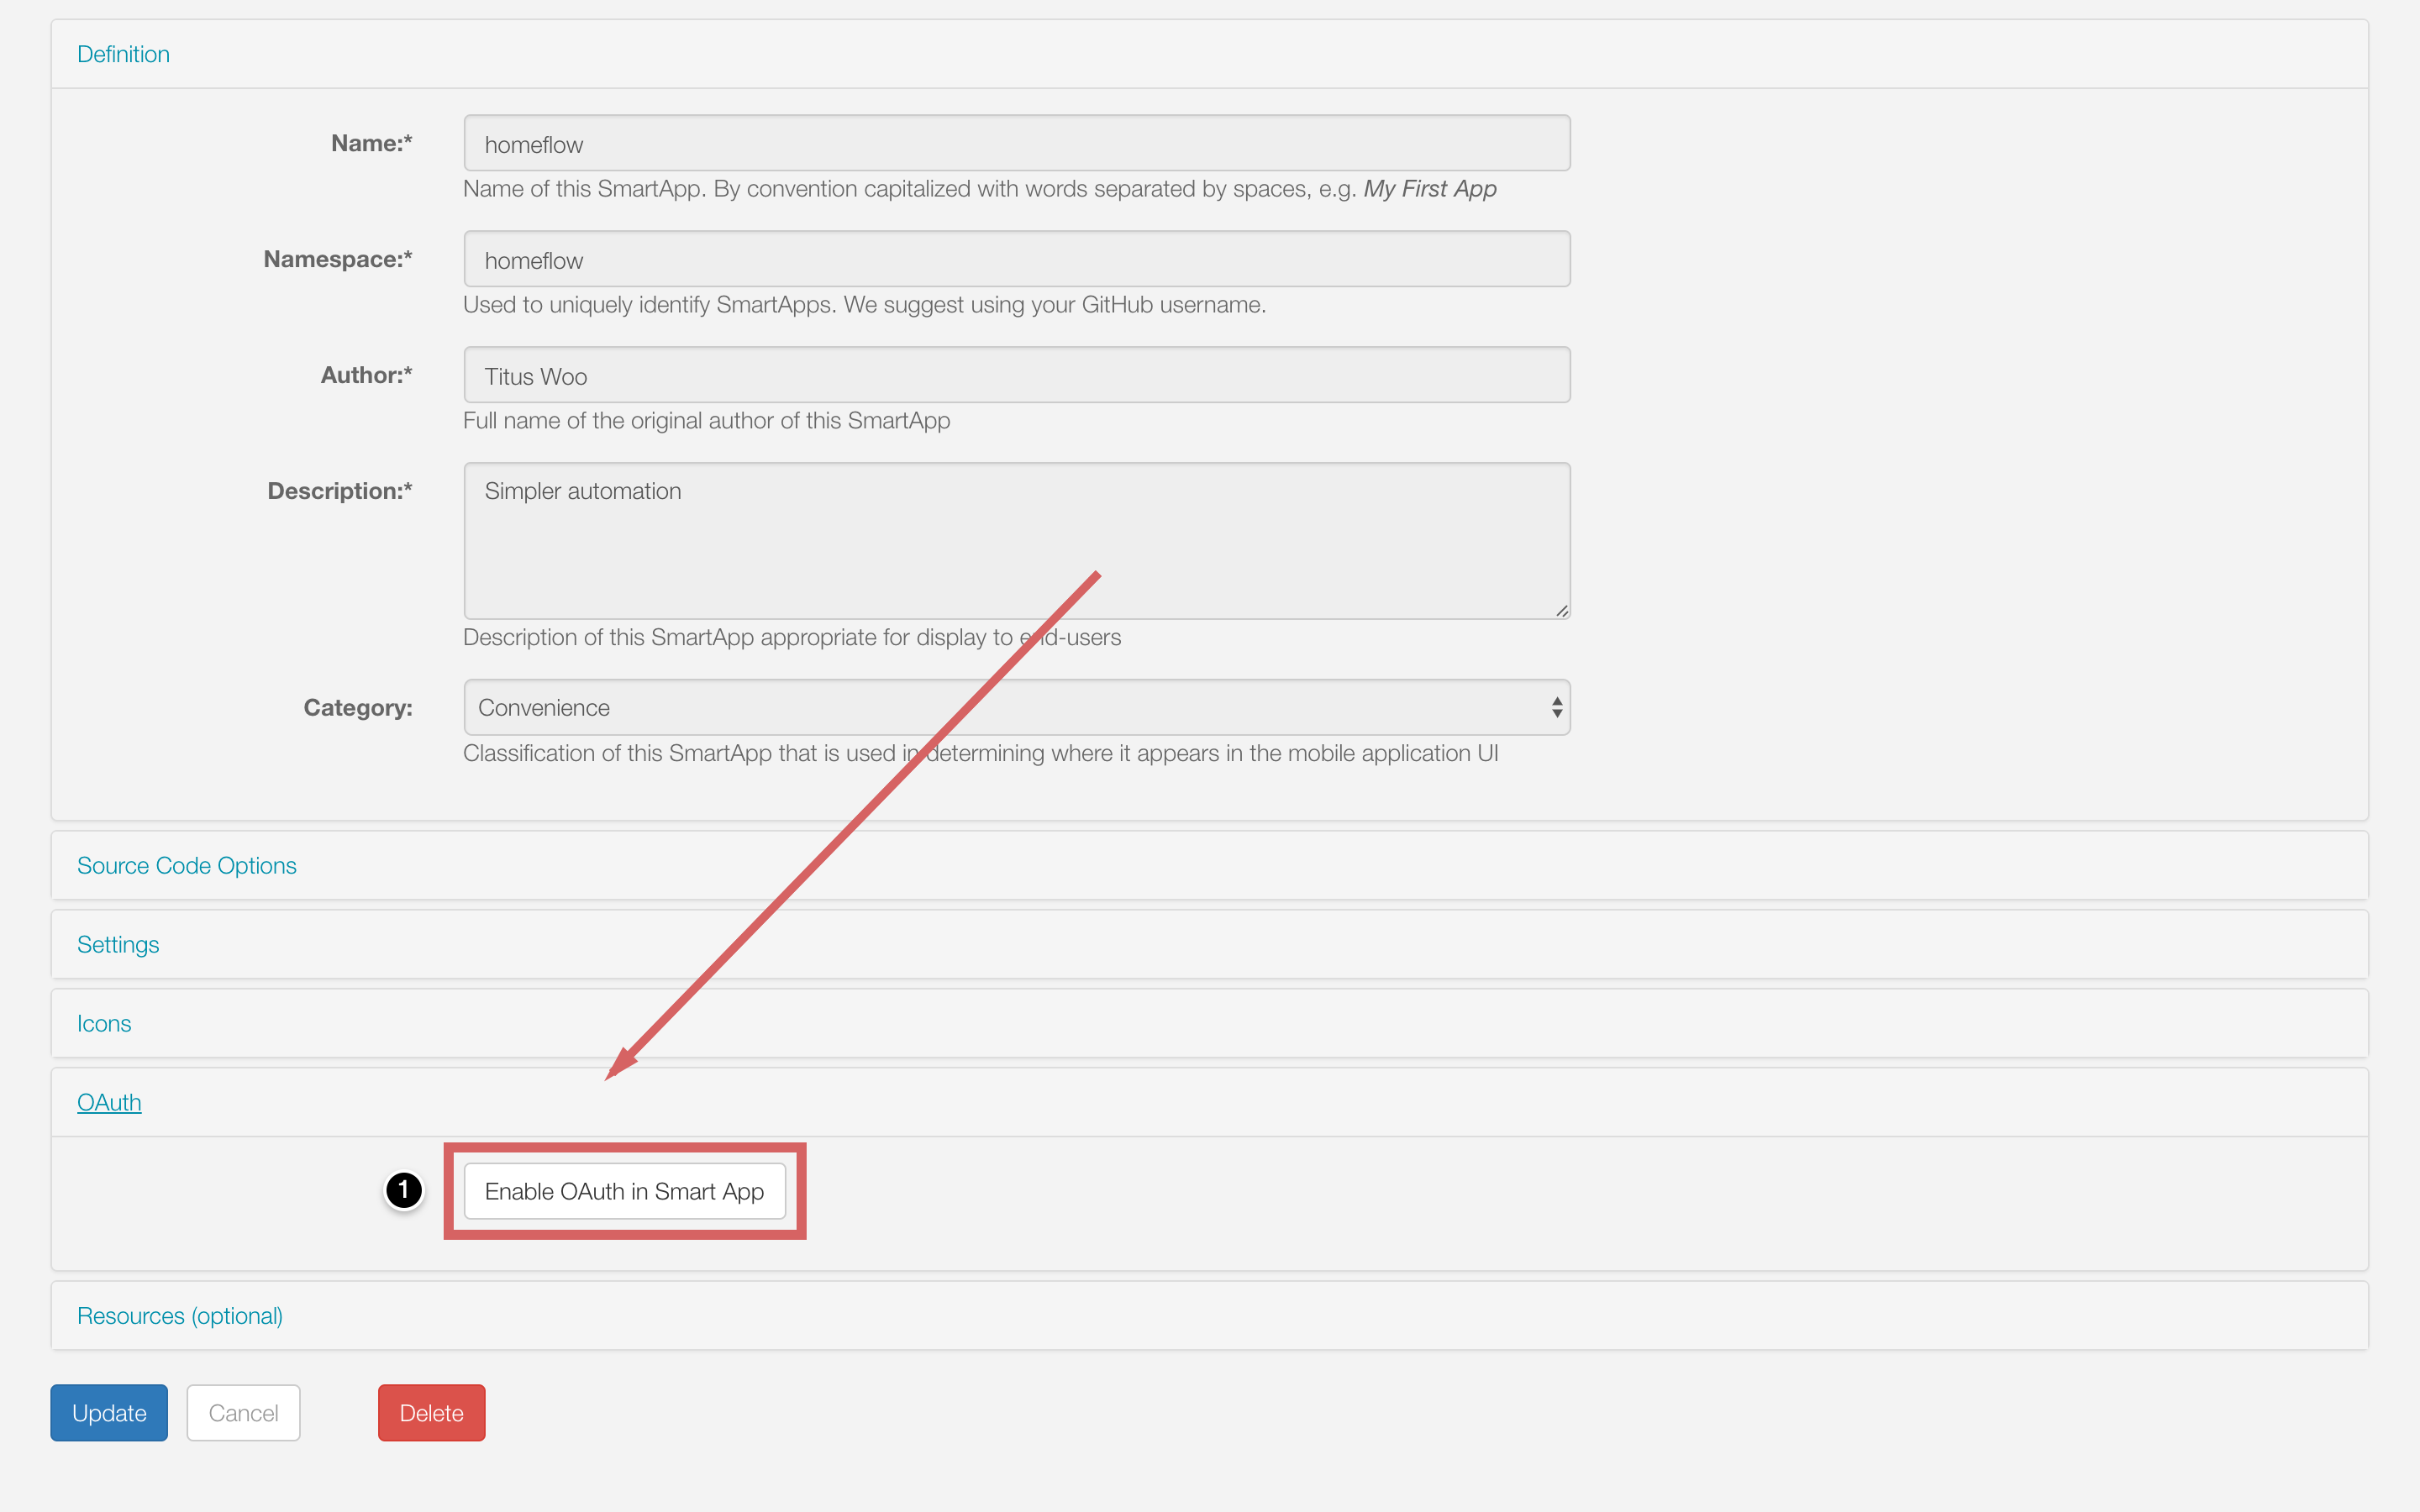 Definition
Name:*
homeflow
Name of this SmartApp. By convention capitalized with words separated by spaces, e.g. My First App
Namespace:*
homeflow
Used to uniquely identify SmartApps. We suggest using your GitHub username.
Author:*
Titus Woo
Full name of the original author of this SmartApp
Description:*
Simpler automation
Description of this SmartApp appropriate for display to end-users
Category:
Convenience
Classification of this SmartApp that is used in determining where it appears in the mobile application UI
Source Code Options
Settings
Icons
OAuth
1
Enable OAuth in Smart App
Resources (optional)
Update
Cancel
Delete